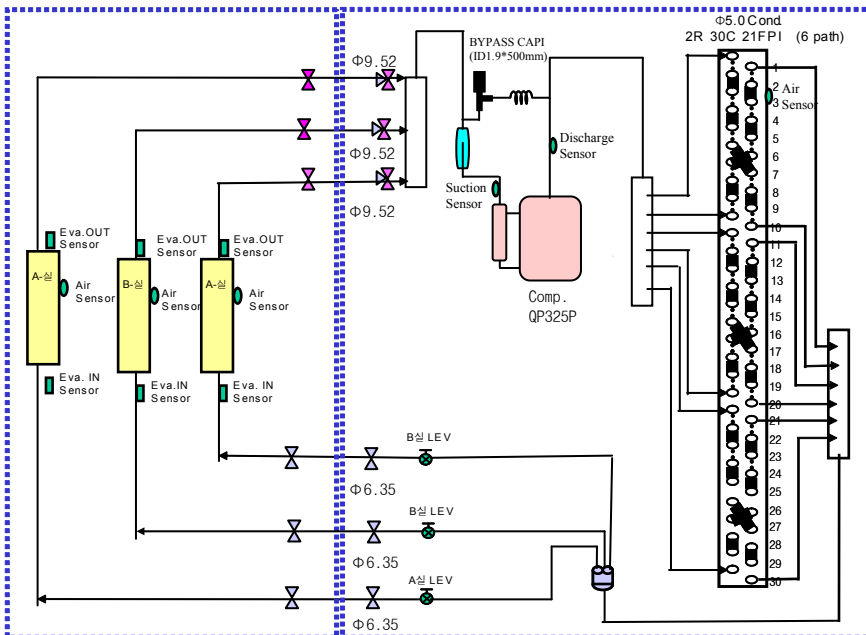 Φ5.0 Cond.
2R 30C 21FPI (6 path)
BYPASS CAPI
(ID1.9*500mm)
Φ9.52
Φ9.52
Φ9.52
Discharge
Sensor
Suction
Sensor
Comp.
QP325P
Air
Sensor
1
2
3
4
5
6
7
8
9
10
11
12
13
14
15
16
17
18
19
20
21
22
23
24
25
26
27
28
29
30
Eva.OUT
Sensor
Eva.OUT
Sensor
Eva.OUT
Sensor
A-실
Air
Sensor
B-실
Air
Sensor
A-실
Air
Sensor
Eva.IN
Sensor
Eva.IN
Sensor
Eva. IN
Sensor
B실 LEV
Φ6.35
B실 LEV
Φ6.35
A실 LEV
Φ6.35